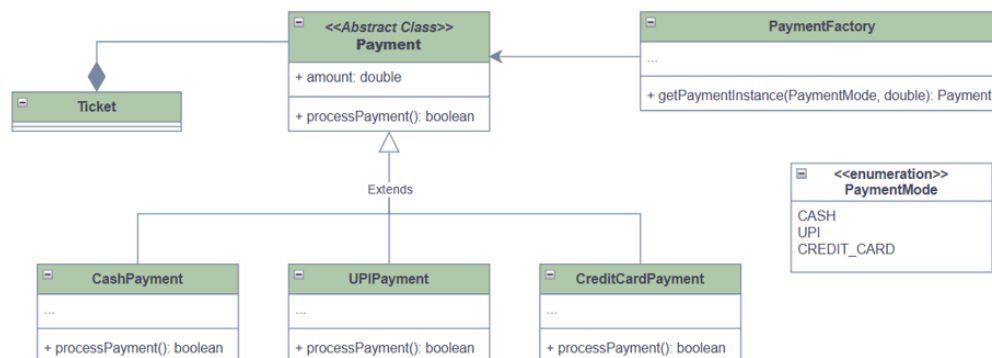 <<Abstract Class>>
Payment
+ amount: double
+ processPayment(): boolean
PaymentFactory
...
+ getPaymentInstance(PaymentMode, double): Payment
Ticket
Extends
<<enumeration>>
PaymentMode
CASH
UPI
CREDIT_CARD
CashPayment
...
+ processPayment(): boolean
UPIPayment
...
+ processPayment(): boolean
CreditCardPayment
...
+ processPayment(): boolean